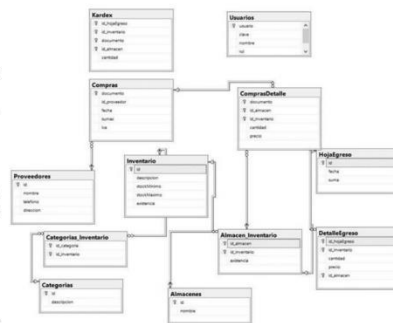 Kardex
id_hojaEgreso
id_inventario
documento
id_almacen
cantidad
Usuarios
usuario
clave
nombre
rol
Compras
documento
id_proveedor
fecha
sumas
iva
ComprasDetalle
documento
id_almacen
id_inventario
cantidad
precio
Inventario
id
descripcion
stockMinimo
stockMaximo
existencia
HojaEgreso
id
fecha
suma
Proveedores
id
nombre
telefono
direccion
Categorias_Inventario
id_categoria
id_inventario
Almacen_Inventario
id_almacen
id_inventario
existencia
DetalleEgreso
id_hojaEgreso
id_inventario
cantidad
precio
id_almacen
Categorias
id
descripcion
Almacenes
id
nombre